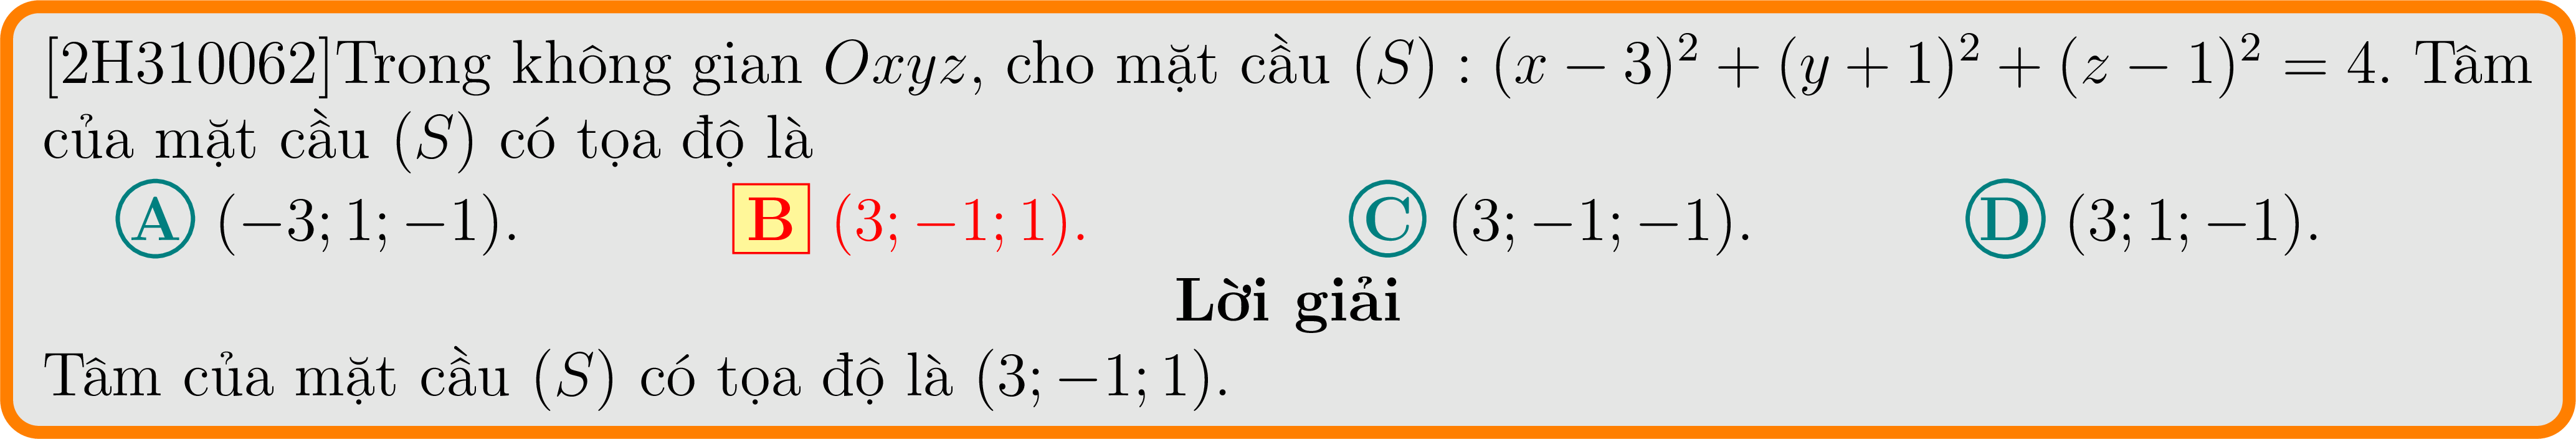 [2H310062]Trong không gian Oxyz, cho mặt cầu (S) : (x − 3)² + (y + 1)² + (z − 1)² = 4. Tâm
của mặt cầu (S) có tọa độ là
A (−3; 1; −1). B (3; −1; 1). C (3; −1; −1). D (3; 1; −1).
Lời giải
Tâm của mặt cầu (S) có tọa độ là (3; −1; 1).